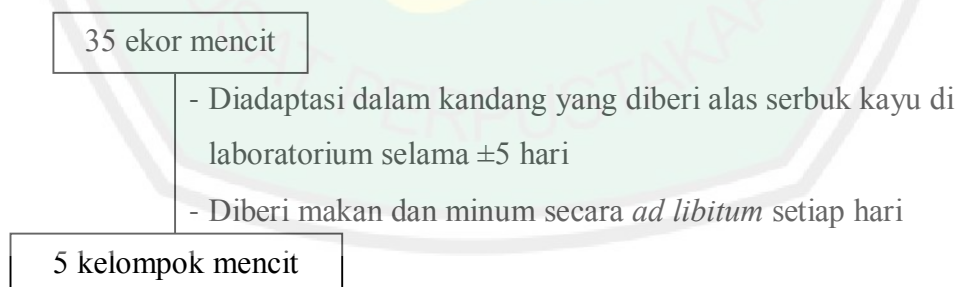 35 ekor mencit
- Diadaptasi dalam kandang yang diberi alas serbuk kayu di
laboratorium selama ±5 hari
- Diberi makan dan minum secara ad libitum setiap hari
5 kelompok mencit